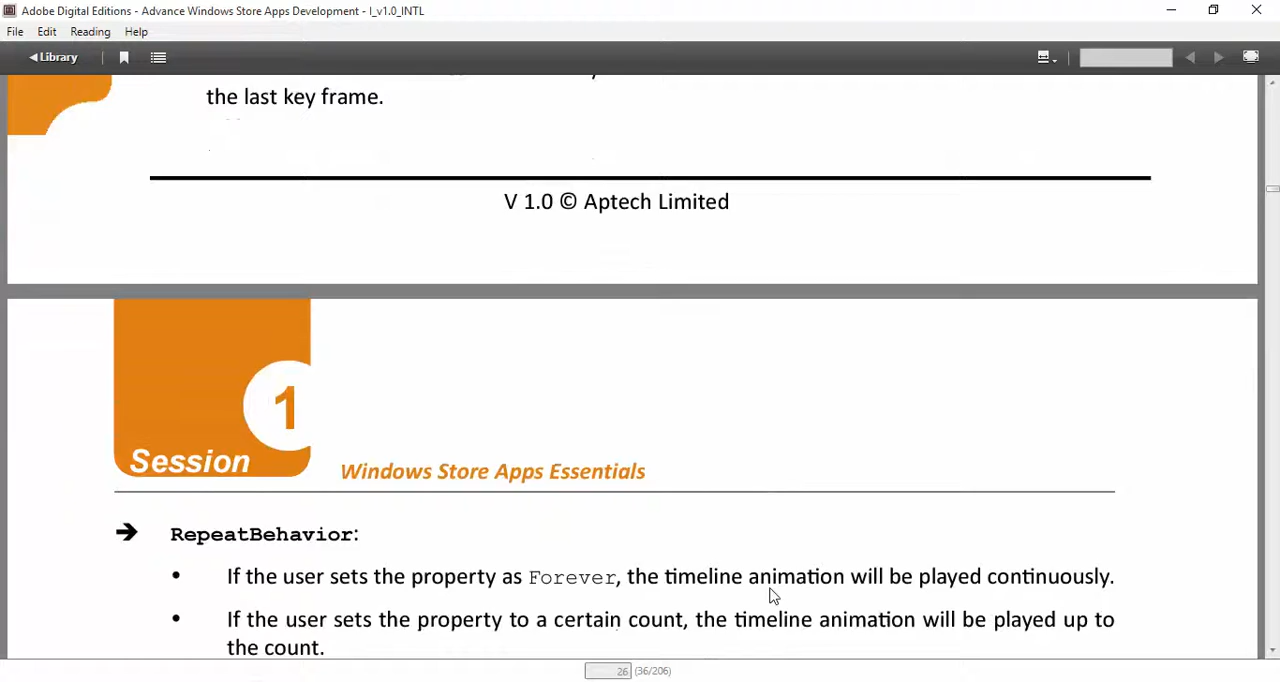 Adobe Digital Editions - Advance Windows Store Apps Development - I_v1.0_INTL
File Edit Reading Help
Library
the last key frame.
V 1.0 © Aptech Limited
1
Session
Windows Store Apps Essentials
RepeatBehavior:
• If the user sets the property as Forever, the timeline animation will be played continuously.
• If the user sets the property to a certain count, the timeline animation will be played up to
the count.
26 (36/206)